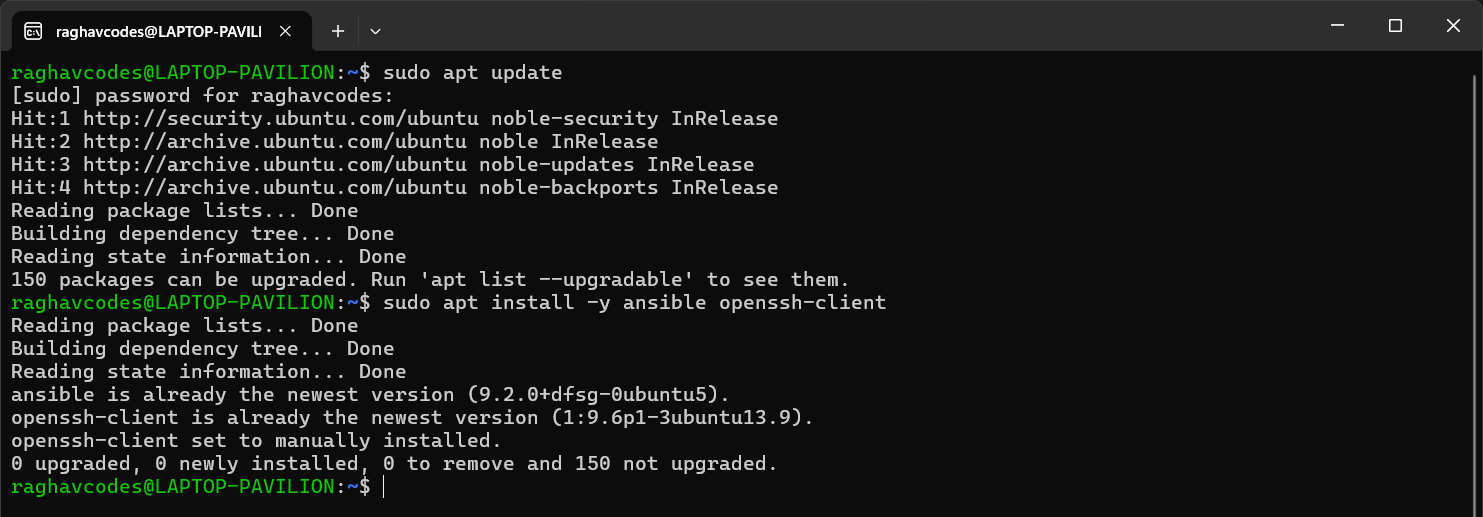 raghavcodes@LAPTOP-PAVILI
raghavcodes@LAPTOP-PAVILION:~$ sudo apt update
[sudo] password for raghavcodes:
Hit:1 http://security.ubuntu.com/ubuntu noble-security InRelease
Hit:2 http://archive.ubuntu.com/ubuntu noble InRelease
Hit:3 http://archive.ubuntu.com/ubuntu noble-updates InRelease
Hit:4 http://archive.ubuntu.com/ubuntu noble-backports InRelease
Reading package lists... Done
Building dependency tree... Done
Reading state information... Done
150 packages can be upgraded. Run 'apt list --upgradable' to see them.
raghavcodes@LAPTOP-PAVILION:~$ sudo apt install -y ansible openssh-client
Reading package lists... Done
Building dependency tree... Done
Reading state information... Done
ansible is already the newest version (9.2.0+dfsg-0ubuntu5).
openssh-client is already the newest version (1:9.6p1-3ubuntu13.9).
openssh-client set to manually installed.
0 upgraded, 0 newly installed, 0 to remove and 150 not upgraded.
raghavcodes@LAPTOP-PAVILION:~$